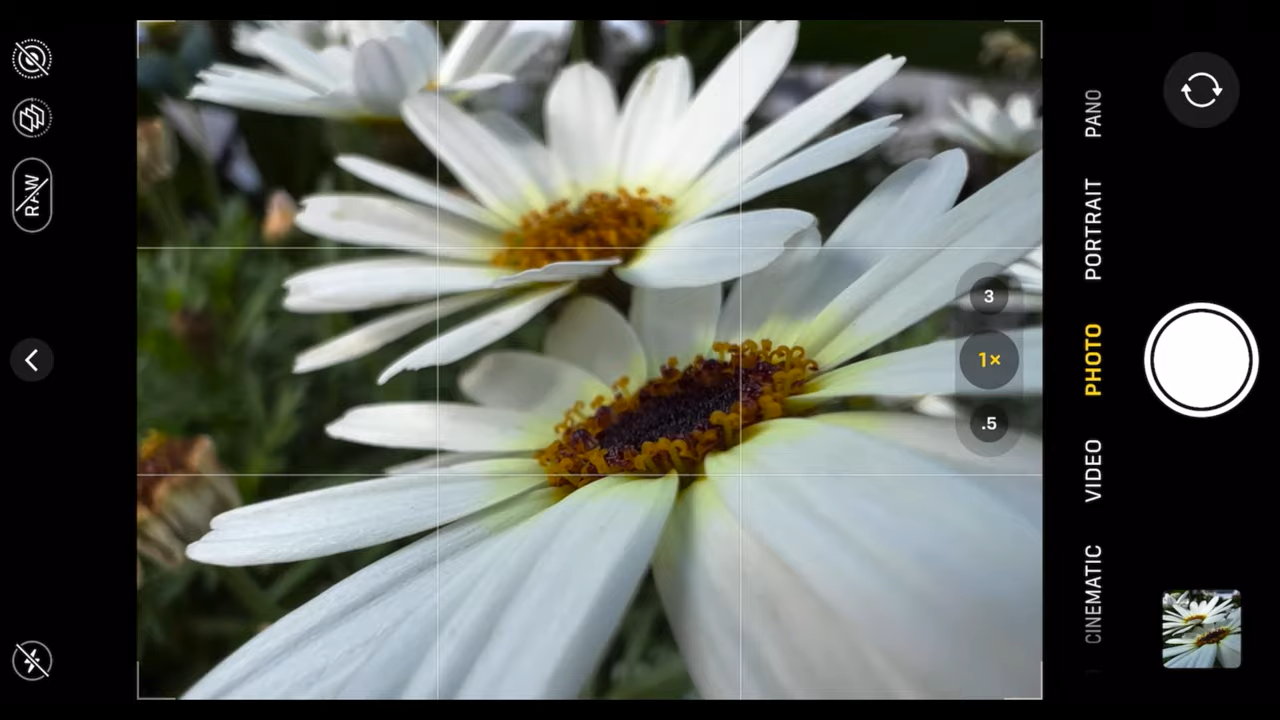 RAW
3
1×
.5
PANO
PORTRAIT
PHOTO
VIDEO
CINEMATIC